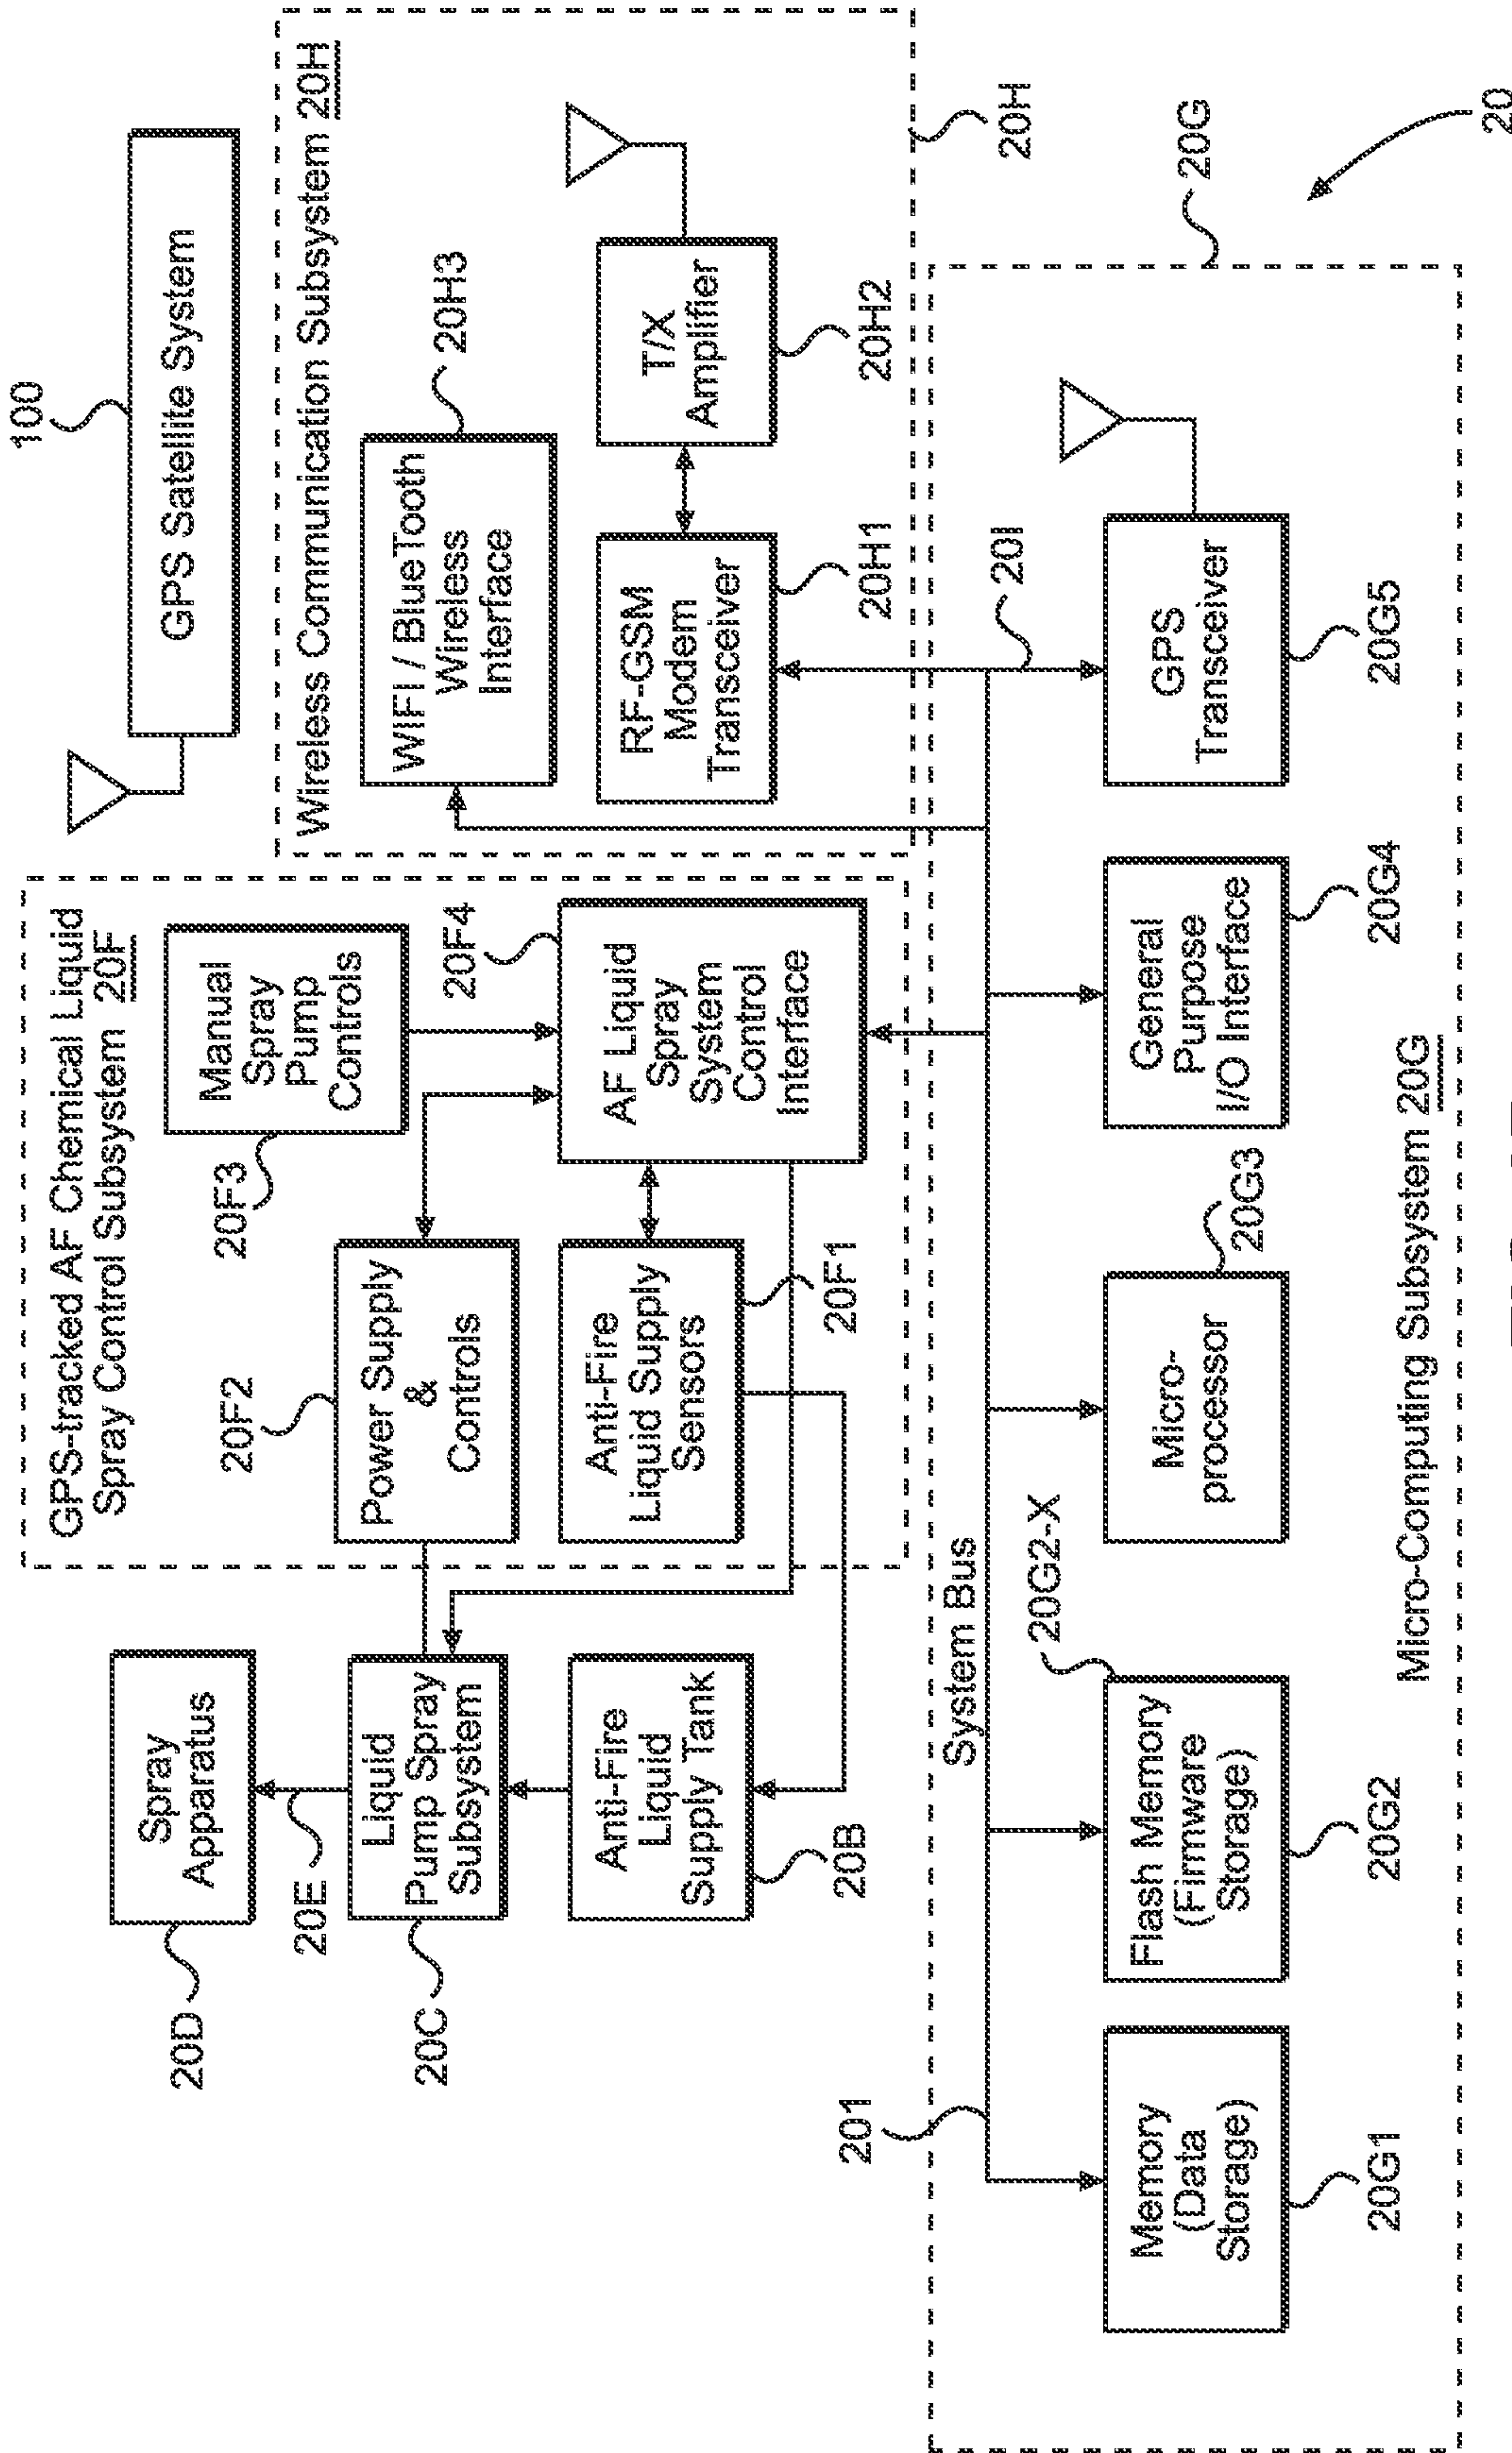 100
GPS Satellite System
GPS-tracked AF Chemical Liquid
Spray Control Subsystem 20F
Wireless Communication Subsystem 20H
20D
Spray
Apparatus
20E
20C
Liquid
Pump Spray
Subsystem
Anti-Fire
Liquid
Supply Tank
20B
20F2
Power Supply
&
Controls
Anti-Fire
Liquid Supply
Sensors
20F1
20F3
Manual
Spray
Pump
Controls
20F4
AF Liquid
Spray
System
Control
Interface
WIFI / BlueTooth
Wireless
Interface
20H3
RF-GSM
Modem
Transceiver
20H1
T/X
Amplifier
20H2
20H
201
System Bus
20I
20G
20
Memory
(Data
Storage)
20G1
20G2-X
Flash Memory
(Firmware
Storage)
20G2
Micro-
processor
20G3
General
Purpose
I/O Interface
20G4
GPS
Transceiver
20G5
Micro-Computing Subsystem 20G